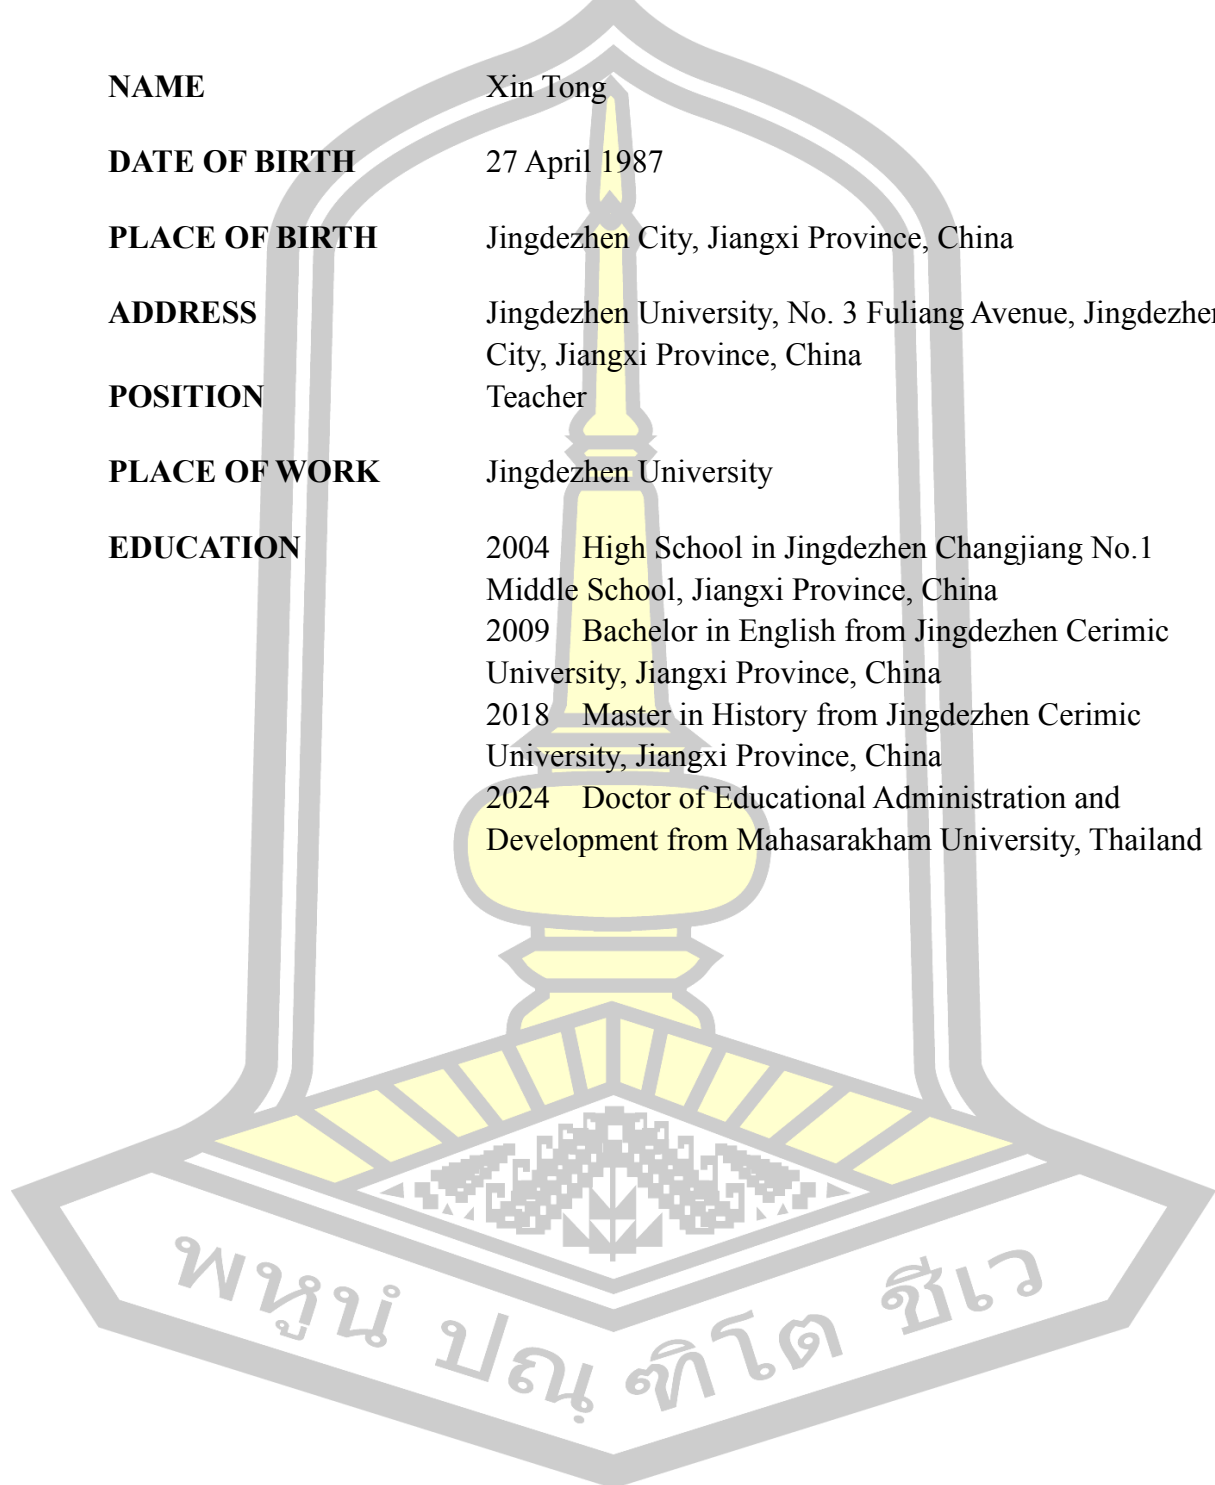 NAME Xin Tong
DATE OF BIRTH 27 April 1987
PLACE OF BIRTH Jingdezhen City, Jiangxi Province, China
ADDRESS Jingdezhen University, No. 3 Fuliang Avenue, Jingdezhen
City, Jiangxi Province, China
POSITION Teacher
PLACE OF WORK Jingdezhen University
EDUCATION 2004 High School in Jingdezhen Changjiang No.1
Middle School, Jiangxi Province, China
2009 Bachelor in English from Jingdezhen Cerimic
University, Jiangxi Province, China
2018 Master in History from Jingdezhen Cerimic
University, Jiangxi Province, China
2024 Doctor of Educational Administration and
Development from Mahasarakham University, Thailand
พหูนํ ปณฺฑิโต ชีเว